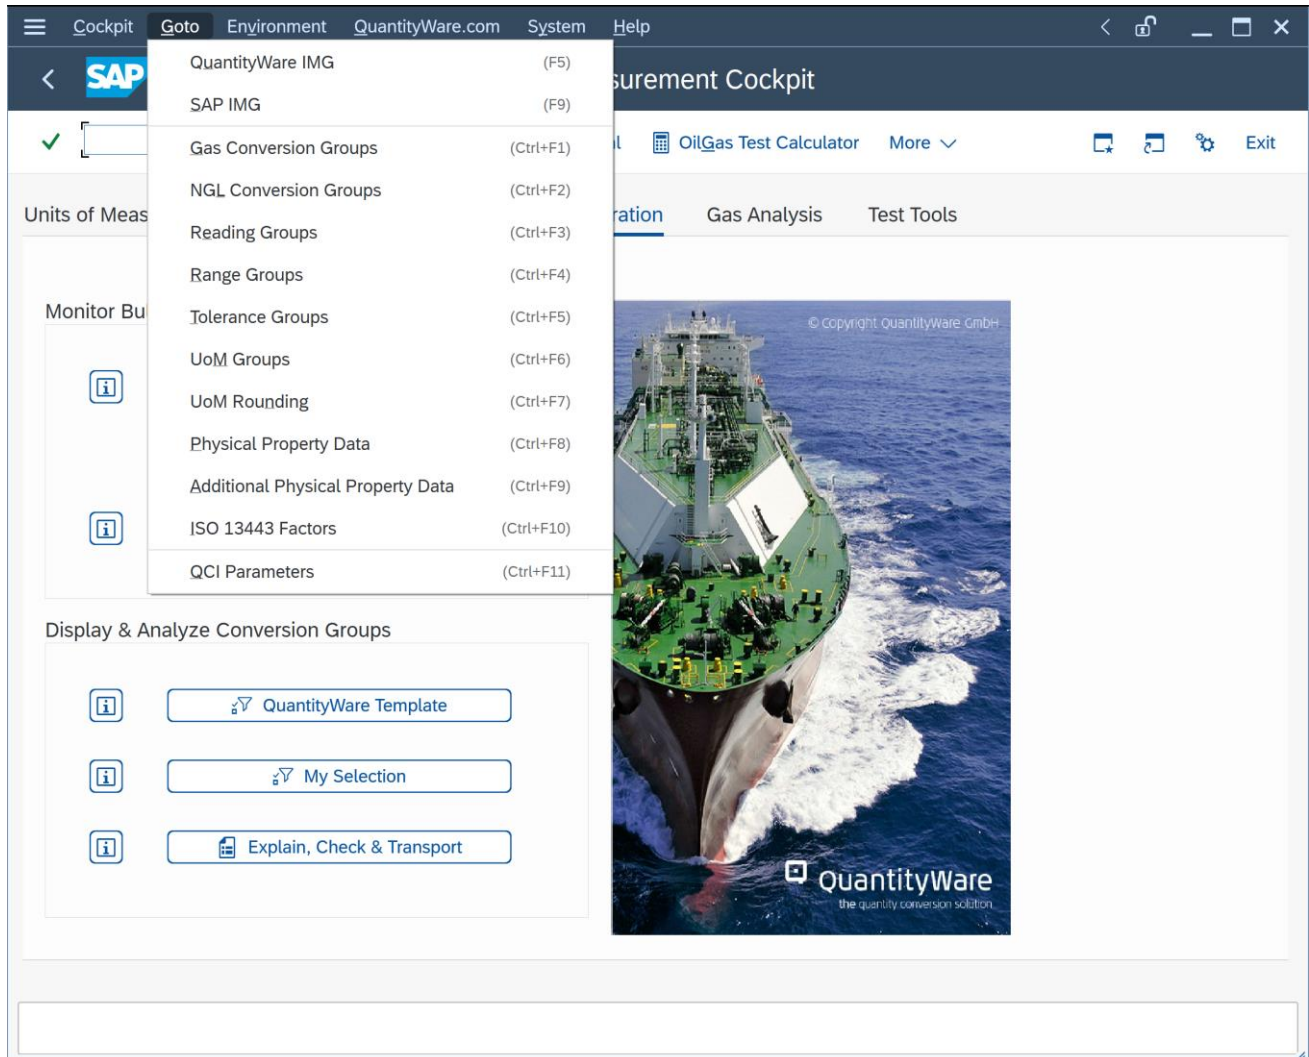 Cockpit Goto Environment QuantityWare.com System Help
SAP surement Cockpit
OilGas Test Calculator More Exit
Units of Meas ration Gas Analysis Test Tools
QuantityWare IMG (F5)
SAP IMG (F9)
Gas Conversion Groups (Ctrl+F1)
NGL Conversion Groups (Ctrl+F2)
Reading Groups (Ctrl+F3)
Range Groups (Ctrl+F4)
Tolerance Groups (Ctrl+F5)
UoM Groups (Ctrl+F6)
UoM Rounding (Ctrl+F7)
Physical Property Data (Ctrl+F8)
Additional Physical Property Data (Ctrl+F9)
ISO 13443 Factors (Ctrl+F10)
QCI Parameters (Ctrl+F11)
Monitor Bu
© Copyright QuantityWare GmbH
Display & Analyze Conversion Groups
QuantityWare Template
My Selection
Explain, Check & Transport
QuantityWare
the quantity conversion solution